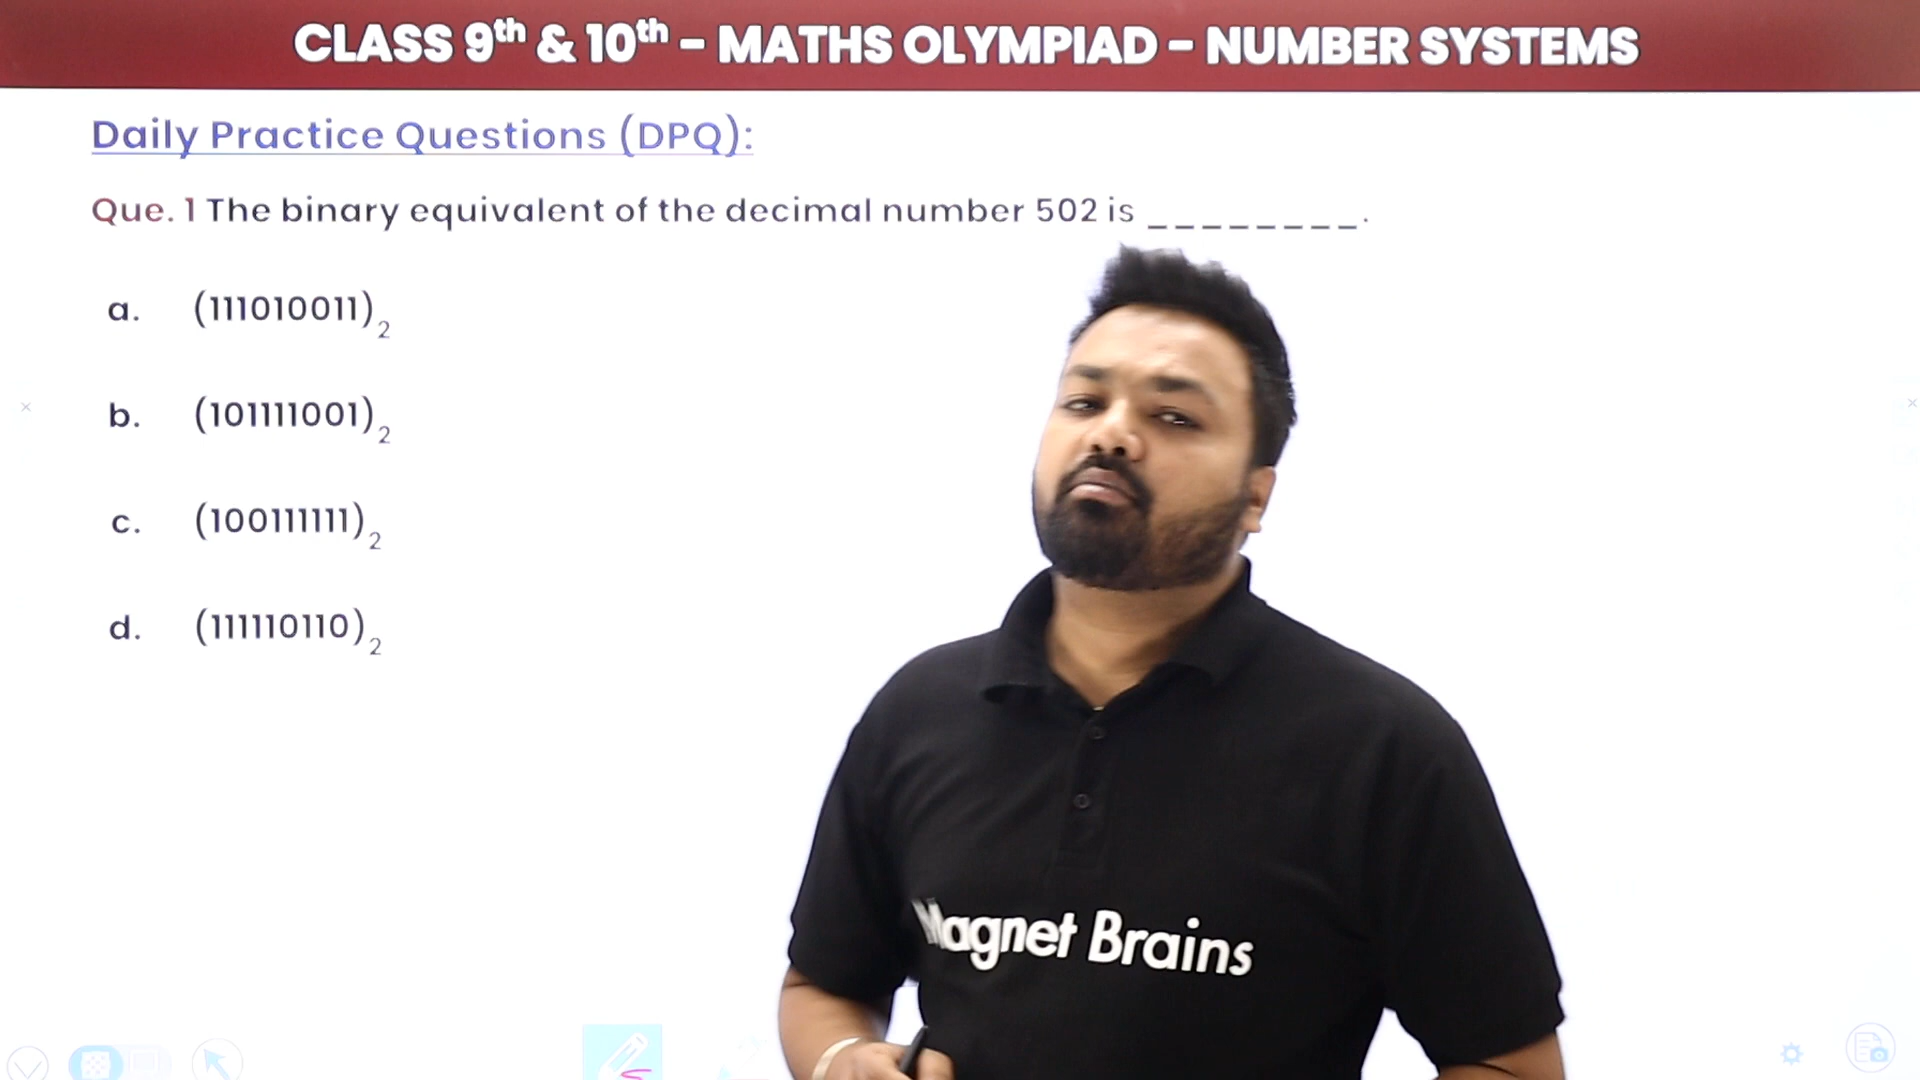 CLASS 9th & 10th – MATHS OLYMPIAD – NUMBER SYSTEMS
Daily Practice Questions (DPQ):
Que. 1 The binary equivalent of the decimal number 502 is _ _ _ _ _ _ _ _.
a. (111010011)2
b. (101111001)2
c. (100111111)2
d. (111110110)2
Magnet Brains